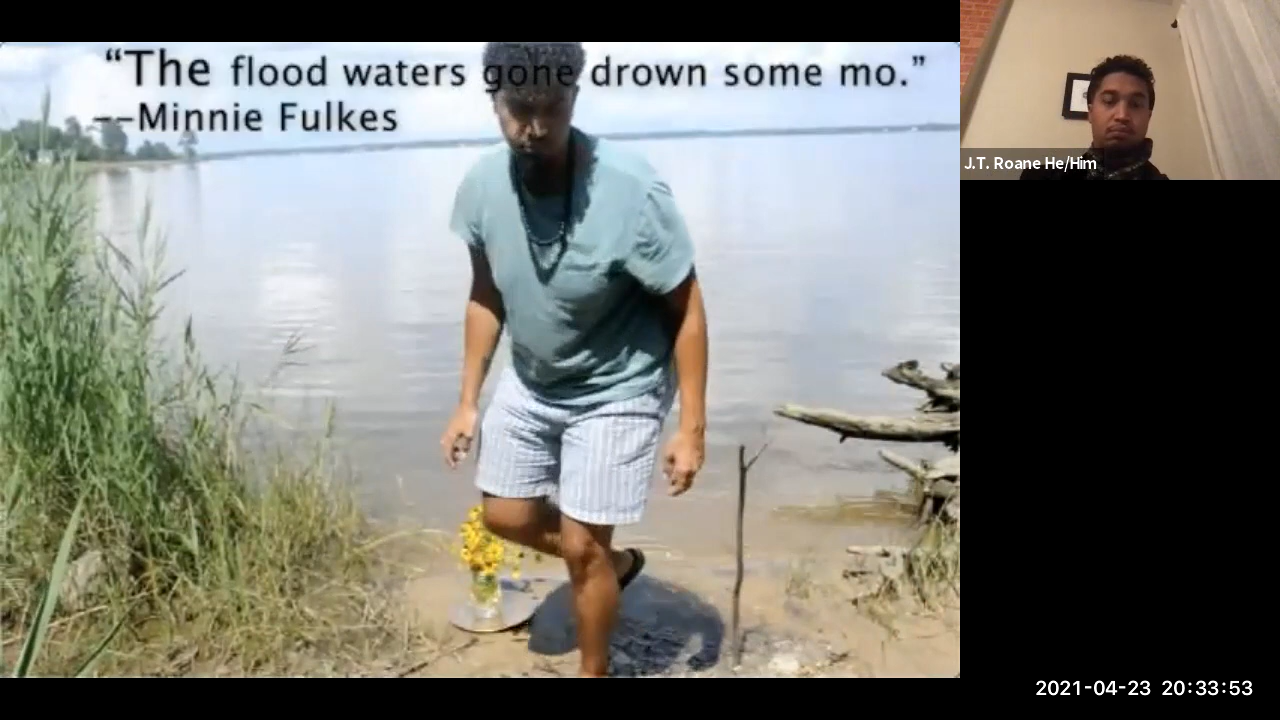 “The flood waters gone drown some mo.”
--Minnie Fulkes
J.T. Roane He/Him
2021-04-23 20:33:53